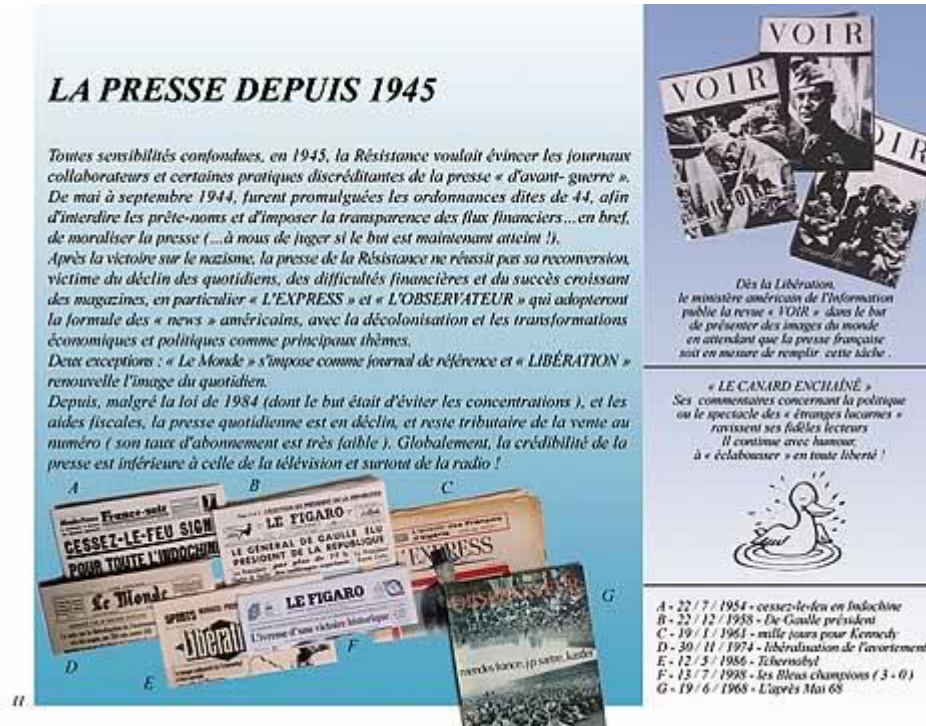 LA PRESSE DEPUIS 1945
Toutes sensibilités confondues, en 1945, la Résistance voulait évincer les journaux
collaborateurs et certaines pratiques discréditantes de la presse « d'avant- guerre ».
De mai à septembre 1944, furent promulguées les ordonnances dites de 44, afin
d'interdire les prête-noms et d'imposer la transparence des flux financiers…en bref,
de moraliser la presse (…à nous de juger si le but est maintenant atteint !).
Après la victoire sur le nazisme, la presse de la Résistance ne réussit pas sa reconversion,
victime du déclin des quotidiens, des difficultés financières et du succès croissant
des magazines, en particulier « L'EXPRESS » et « L'OBSERVATEUR » qui adopteront
la formule des « news » américains, avec la décolonisation et les transformations
économiques et politiques comme principaux thèmes.
Deux exceptions : « Le Monde » s'impose comme journal de référence et « LIBÉRATION »
renouvelle l'image du quotidien.
Depuis, malgré la loi de 1984 (dont le but était d'éviter les concentrations ), et les
aides fiscales, la presse quotidienne est en déclin, et reste tributaire de la vente au
numéro ( son taux d'abonnement est très faible ). Globalement, la crédibilité de la
presse est inférieure à celle de la télévision et surtout de la radio !
A
B
C
France-soir
CESSEZ-LE-FEU SIGN
POUR TOUTE L'INDOCHIN
LE FIGARO
LE GÉNÉRAL DE GAULLE ÉLU
PRESIDENT DE LA REPUBLIQUE
EXPRESS
Le Monde
SPORTS
Libérati
LE FIGARO
L'ivresse d'une victoire historique
mendes france, j.p sartre, kastler
D
E
F
G
11
VOIR
VOIR
OIR
VICTOIRE
Dès la Libération,
le ministère américain de l'Information
publie la revue « VOIR » dans le but
de présenter des images du monde
en attendant que la presse française
soit en mesure de remplir cette tâche .
« LE CANARD ENCHAÎNÉ »
Ses commentaires concernant la politique
ou le spectacle des « étranges lucarnes »
ravissent ses fidèles lecteurs
Il continue avec humour,
à « éclabousser » en toute liberté !
A - 22 / 7 / 1954 - cessez-le-feu en Indochine
B - 22 / 12 / 1958 - De Gaulle président
C - 19 / 1 / 1961 - mille jours pour Kennedy
D - 30 / 11 / 1974 - libéralisation de l'avortement
E - 12 / 5 / 1986 - Tchernobyl
F - 13 / 7 / 1998 - les Bleus champions ( 3 - 0 )
G - 19 / 6 / 1968 - L'après Mai 68